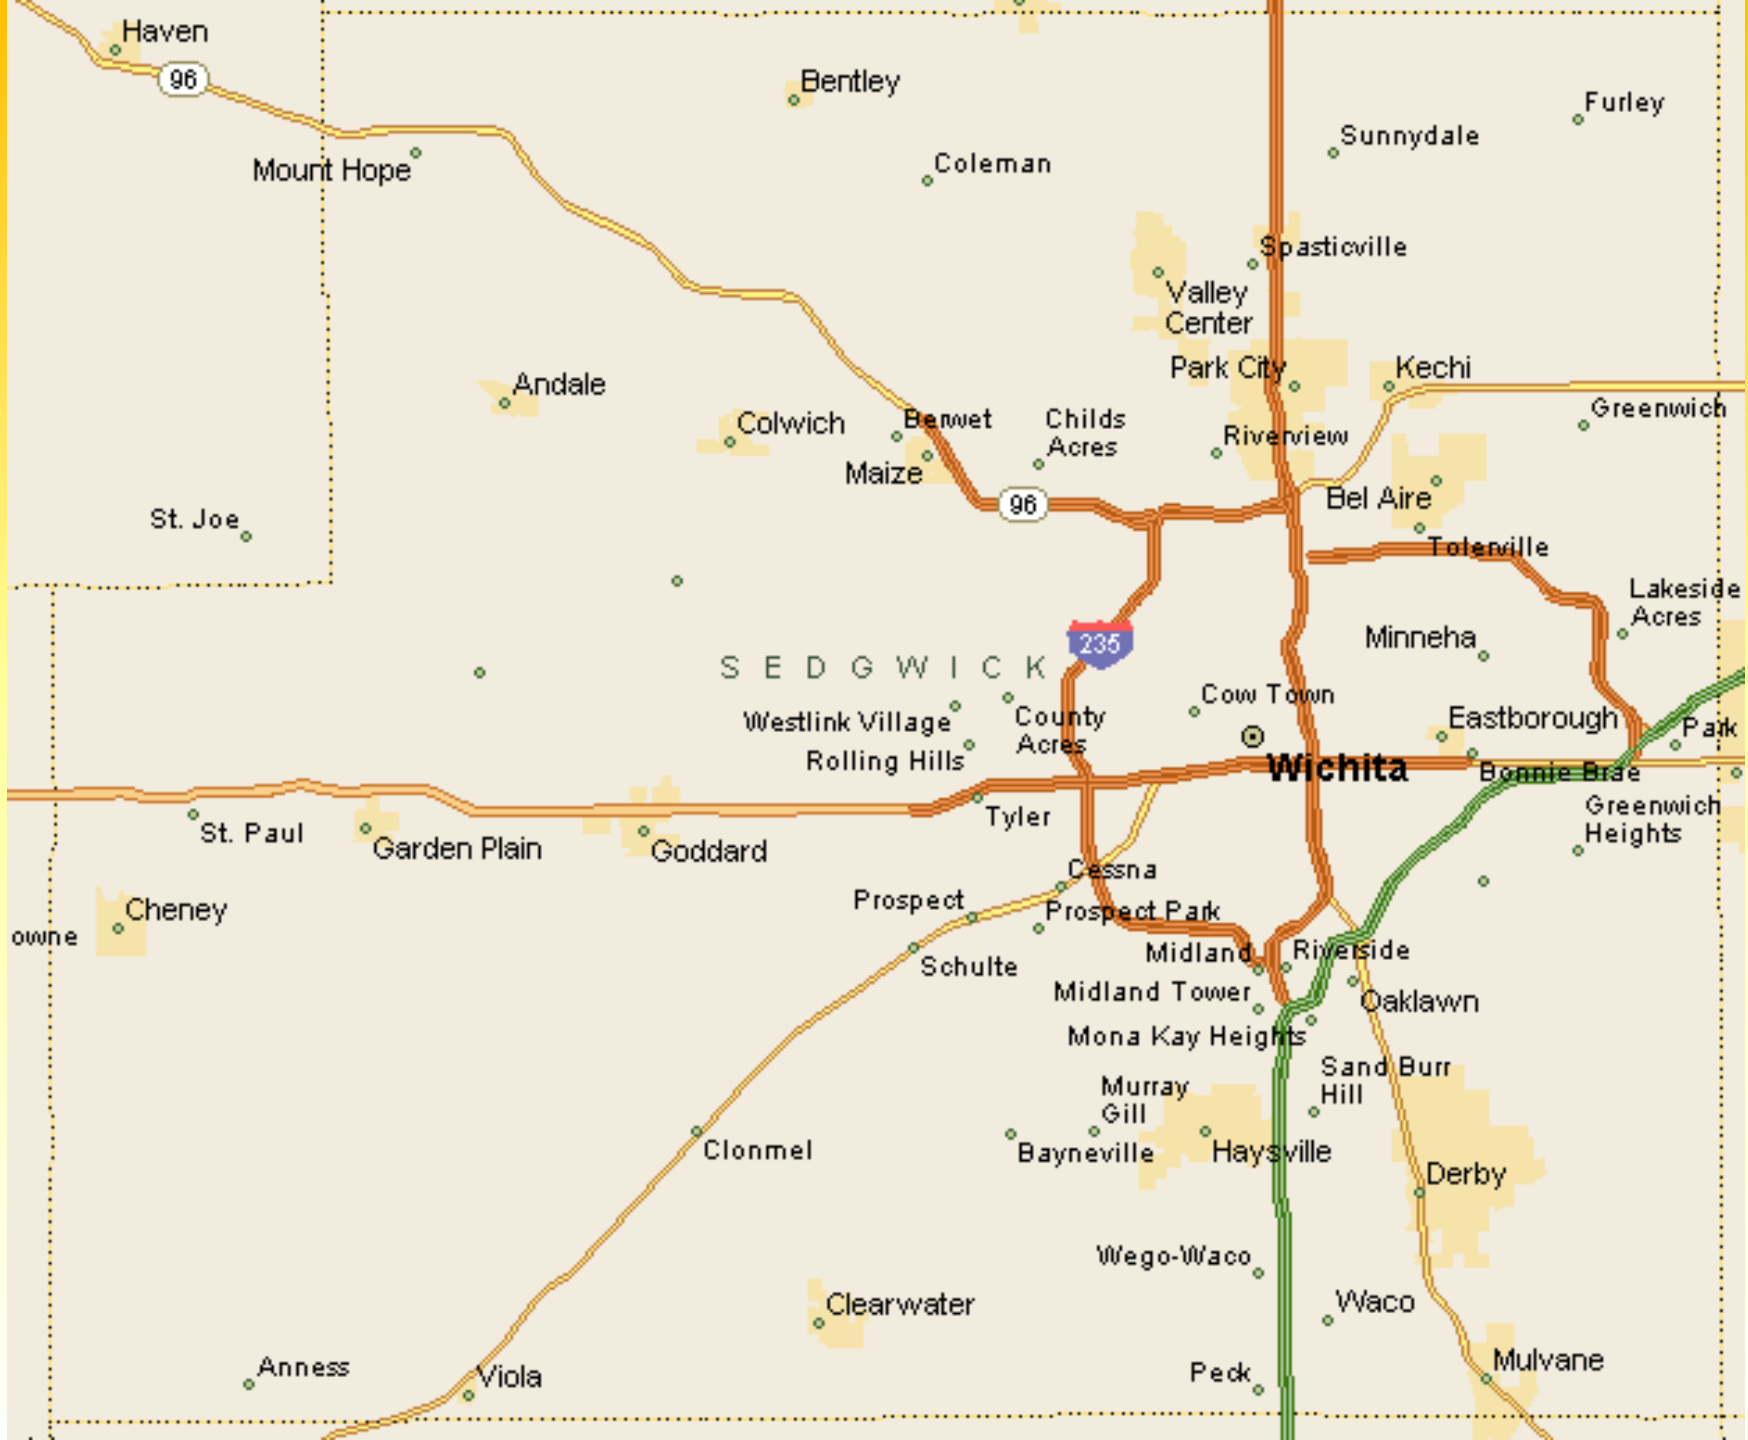 Haven
96
Bentley
Furley
Sunnydale
Mount Hope
Coleman
Spasticville
Valley
Center
Park City
Kechi
Andale
Greenwich
Colwich
Berwet
Childs
Acres
Riverview
Maize
96
Bel Aire
St. Joe
Tolerville
Lakeside
Acres
Minneha
235
SEDGWICK
Cow Town
Westlink Village
County
Acres
Eastborough
Park
Rolling Hills
Wichita
Bonnie Brae
Greenwich
Heights
Tyler
St. Paul
Garden Plain
Goddard
Cessna
Prospect
Prospect Park
Cheney
owne
Midland
Riverside
Schulte
Midland Tower
Oaklawn
Mona Kay Heights
Sand Burr
Hill
Murray
Gill
Clonmel
Bayneville
Haysville
Derby
Wego-Waco
Clearwater
Waco
Anness
Viola
Peck
Mulvane